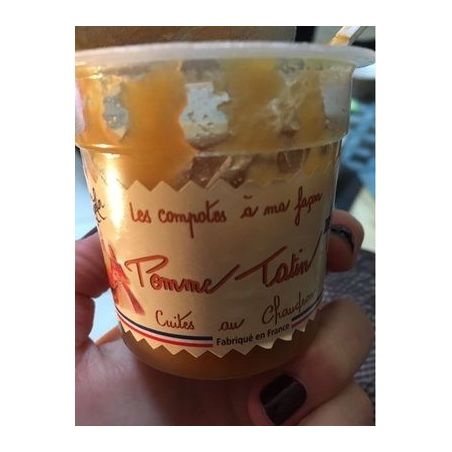 Les compotes à ma façon
Pomme Tatin
Cuites au Chaudron
Fabriqué en France